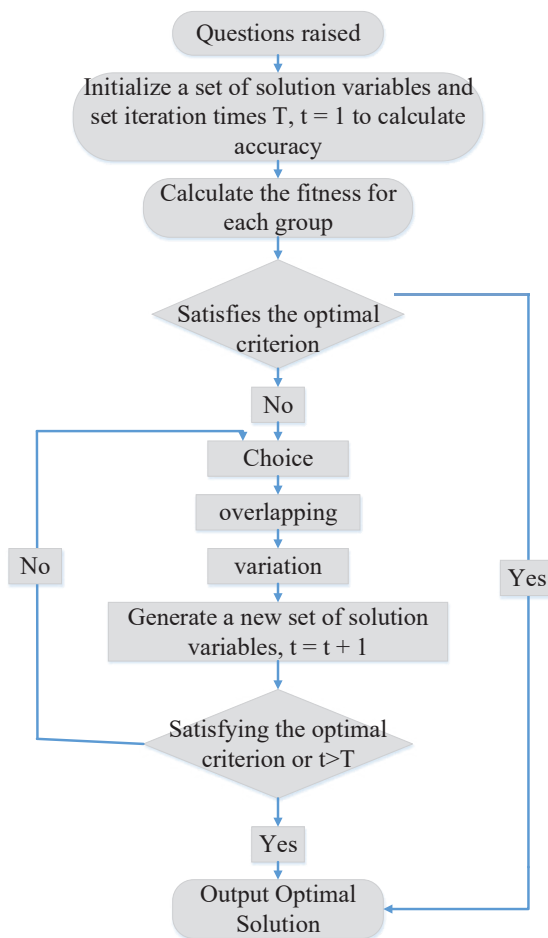 Questions raised
Initialize a set of solution variables and
set iteration times T, t = 1 to calculate
accuracy
Calculate the fitness for
each group
Satisfies the optimal
criterion
No
Choice
overlapping
No
variation
Yes
Generate a new set of solution
variables, t = t + 1
Satisfying the optimal
criterion or t>T
Yes
Output Optimal
Solution